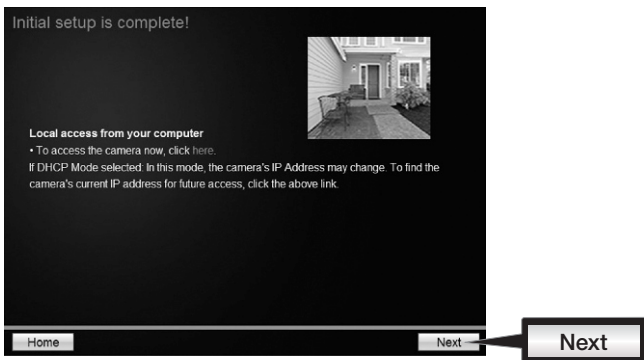 Initial setup is complete!
Local access from your computer
• To access the camera now, click here.
If DHCP Mode selected: In this mode, the camera's IP Address may change. To find the
camera's current IP address for future access, click the above link.
Home
Next
Next